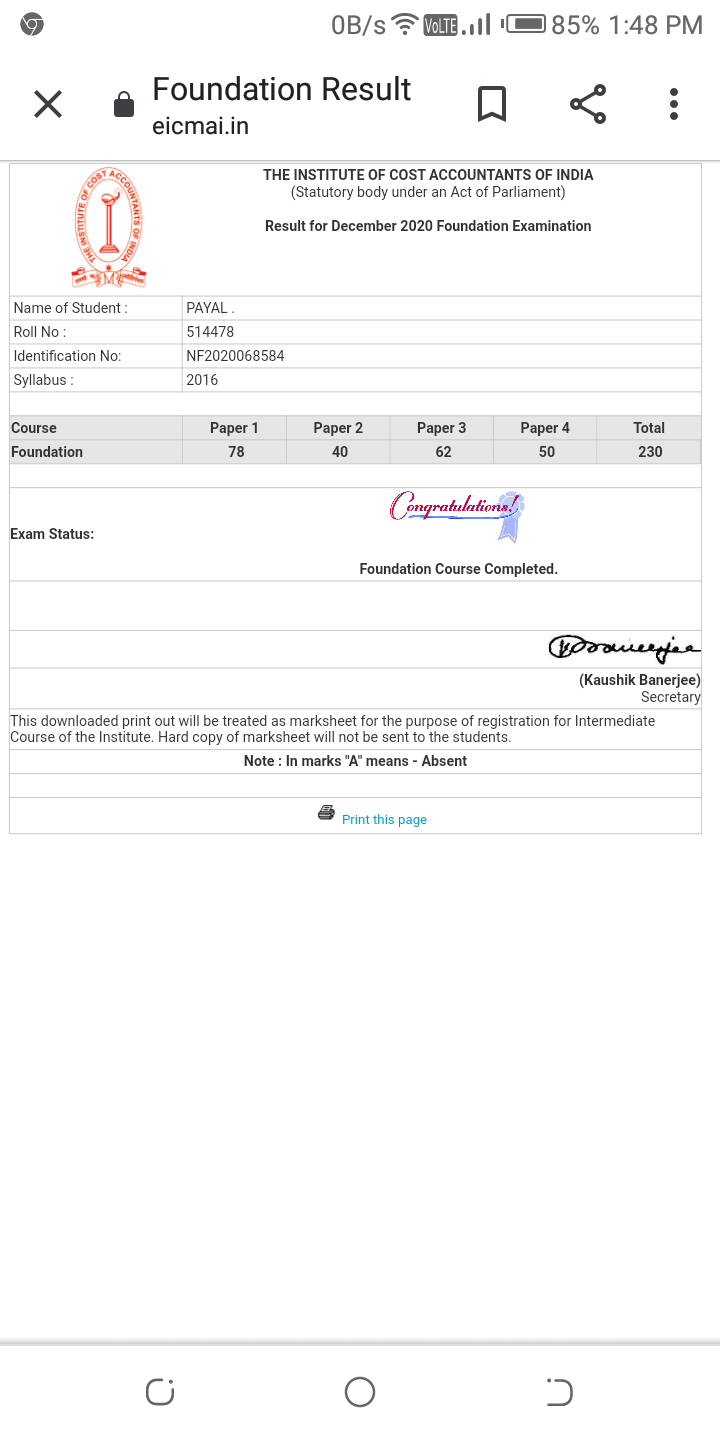 0B/s VoLTE 85% 1:48 PM
Foundation Result
eicmai.in
THE INSTITUTE OF COST ACCOUNTANTS OF INDIA
THE INSTITUTE OF COST ACCOUNTANTS OF INDIA
(Statutory body under an Act of Parliament)
Result for December 2020 Foundation Examination
Name of Student : PAYAL .
Roll No : 514478
Identification No: NF2020068584
Syllabus : 2016
Course Paper 1 Paper 2 Paper 3 Paper 4 Total
Foundation 78 40 62 50 230
Congratulations!
Exam Status:
Foundation Course Completed.
(Kaushik Banerjee)
Secretary
This downloaded print out will be treated as marksheet for the purpose of registration for Intermediate
Course of the Institute. Hard copy of marksheet will not be sent to the students.
Note : In marks "A" means - Absent
Print this page